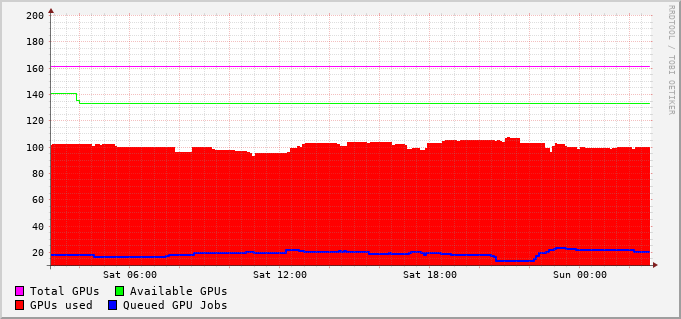 RRDTOOL / TOBI OETIKER
200
180
160
140
120
100
80
60
40
20
Sat 06:00 Sat 12:00 Sat 18:00 Sun 00:00
Total GPUs Available GPUs
GPUs used Queued GPU Jobs